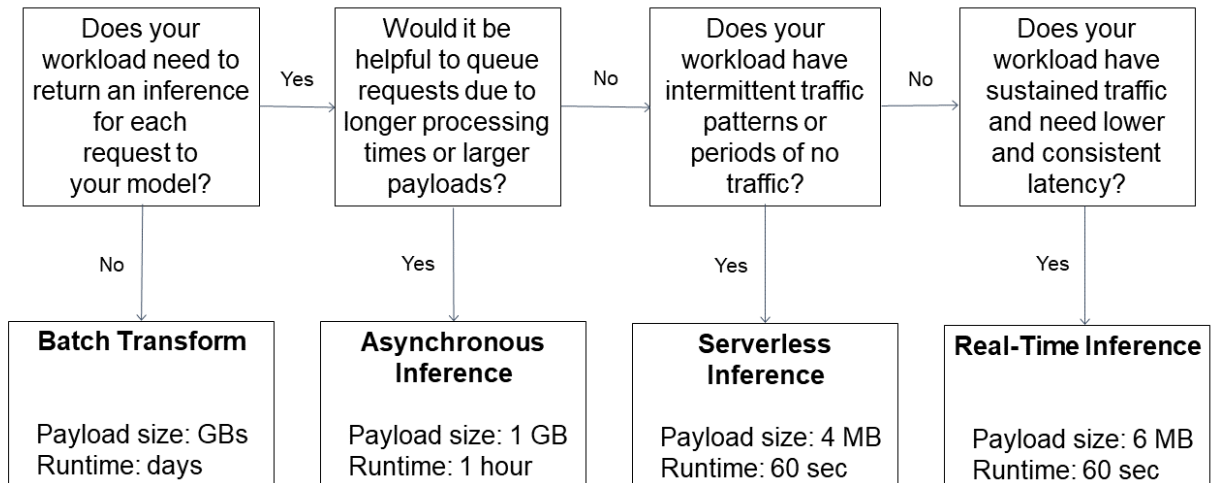 Does your
workload need to
return an inference
for each
request to
your model?
Yes
Would it be
helpful to queue
requests due to
longer processing
times or larger
payloads?
No
Does your
workload have
intermittent traffic
patterns or
periods of no
traffic?
No
Does your
workload have
sustained traffic
and need lower
and consistent
latency?
No
Yes
Yes
Yes
Batch Transform
Payload size: GBs
Runtime: days
Asynchronous
Inference
Payload size: 1 GB
Runtime: 1 hour
Serverless
Inference
Payload size: 4 MB
Runtime: 60 sec
Real-Time Inference
Payload size: 6 MB
Runtime: 60 sec